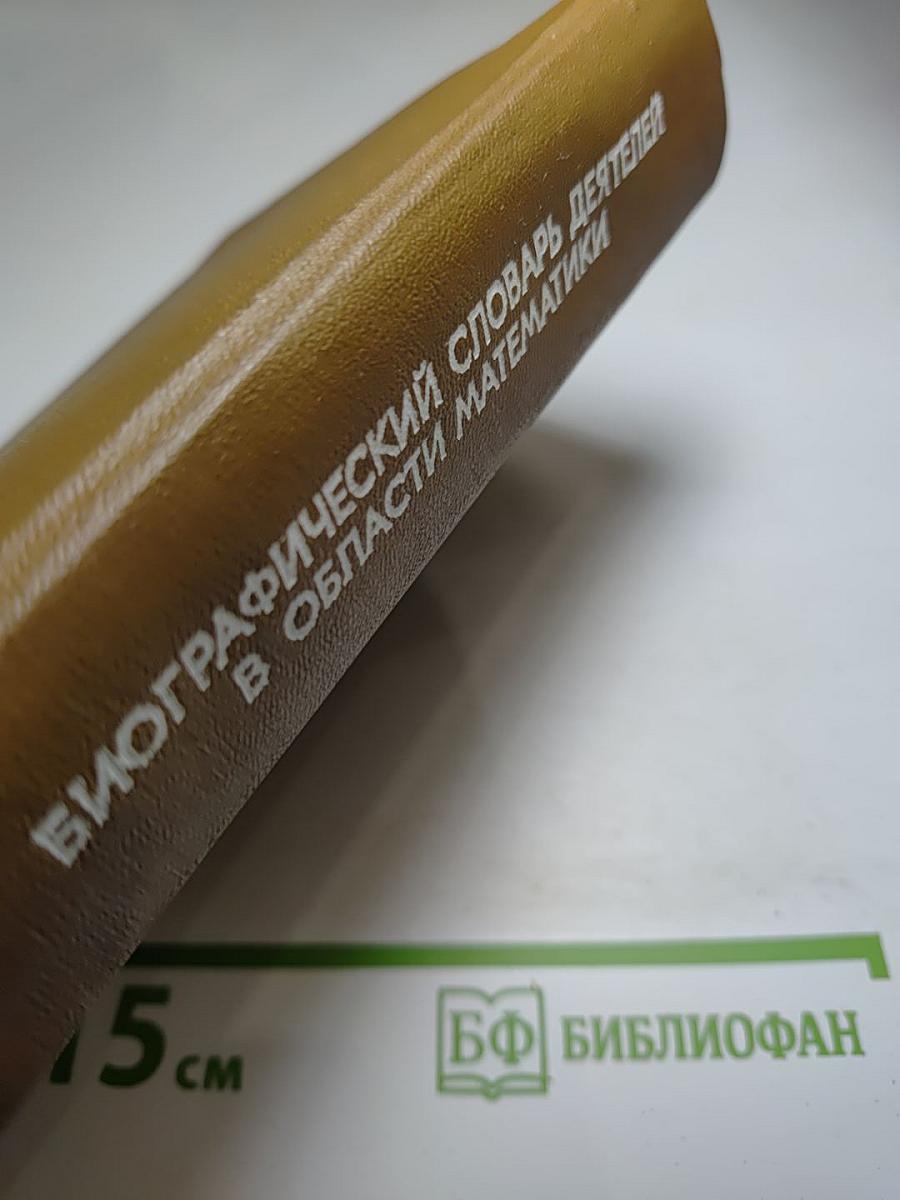 БИОГРАФИЧЕСКИЙ СЛОВАРЬ ДЕЯТЕЛЕЙ
В ОБЛАСТИ МАТЕМАТИКИ
15 см
БФ БИБЛИОФАН